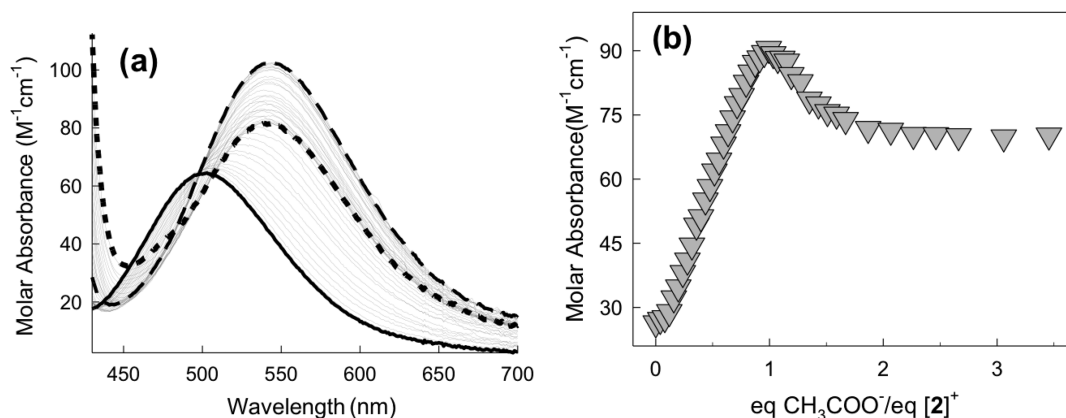 (a)
Molar Absorbance (M⁻¹cm⁻¹)
100
80
60
40
20
450 500 550 600 650 700
Wavelength (nm)
(b)
Molar Absorbance(M⁻¹cm⁻¹)
90
75
60
45
30
0 1 2 3
eq CH₃COO⁻/eq [2]⁺